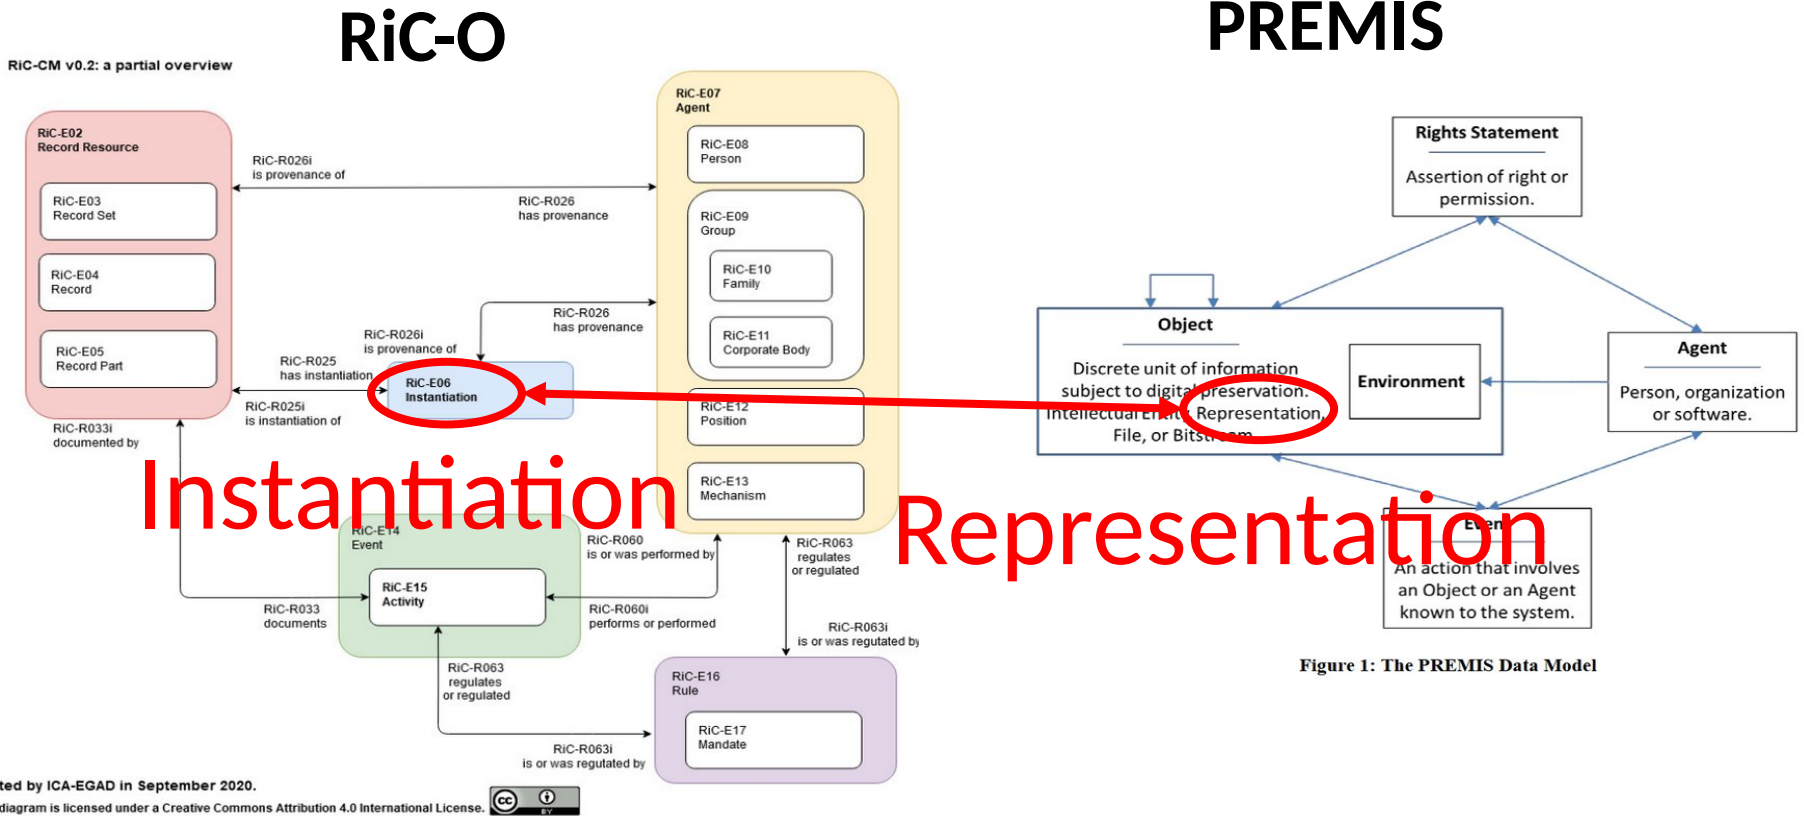 RiC-O
PREMIS
RiC-CM v0.2: a partial overview
RiC-E02
Record Resource
RiC-E03
Record Set
RiC-E04
Record
RiC-E05
Record Part
RiC-R026i
is provenance of
RiC-R026
has provenance
RiC-E07
Agent
RiC-E08
Person
RiC-E09
Group
RiC-E10
Family
RiC-E11
Corporate Body
RiC-E12
Position
RiC-E13
Mechanism
RiC-R026
has provenance
RiC-R026i
is provenance of
RiC-R025
has instantiation
RiC-R025i
is instantiation of
RiC-E06
Instantiation
RiC-R033i
documented by
Instantiation
RiC-E14
Event
RiC-E15
Activity
RiC-R033
documents
RiC-R060
is or was performed by
RiC-R060i
performs or performed
RiC-R063
regulates
or regulated
RiC-R063i
is or was regutated by
RiC-R063
regulates
or regulated
RiC-R063i
is or was regutated by
RiC-E16
Rule
RiC-E17
Mandate
ted by ICA-EGAD in September 2020.
diagram is licensed under a Creative Commons Attribution 4.0 International License.
cc
BY
Rights Statement
Assertion of right or
permission.
Object
Discrete unit of information
subject to digital preservation.
Intellectual Entity, Representation,
File, or Bitstream
Environment
Agent
Person, organization
or software.
Representation
Event
An action that involves
an Object or an Agent
known to the system.
Figure 1: The PREMIS Data Model